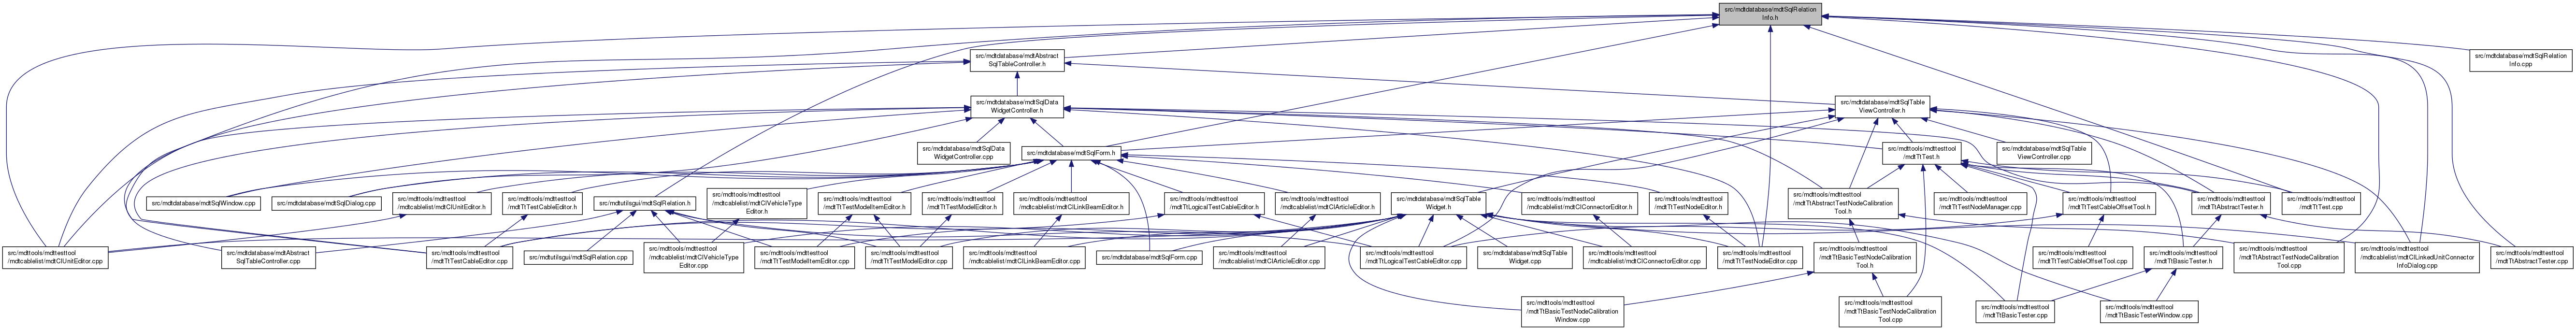 src/mdtdatabase/mdtSqlRelation
Info.h
src/mdtdatabase/mdtAbstract
SqlTableController.h
src/mdtdatabase/mdtSqlRelation
Info.cpp
src/mdtdatabase/mdtSqlData
WidgetController.h
src/mdtdatabase/mdtSqlTable
ViewController.h
src/mdtdatabase/mdtSqlData
WidgetController.cpp
src/mdtdatabase/mdtSqlForm.h
src/mdttools/mdttesttool
/mdtTtTest.h
src/mdtdatabase/mdtSqlTable
ViewController.cpp
src/mdtdatabase/mdtSqlWindow.cpp
src/mdtdatabase/mdtSqlDialog.cpp
src/mdttools/mdttesttool
/mdtcablelist/mdtClUnitEditor.h
src/mdttools/mdttesttool
/mdtTtTestCableEditor.h
src/mdtutilsgui/mdtSqlRelation.h
src/mdttools/mdttesttool
/mdtcablelist/mdtClVehicleType
Editor.h
src/mdttools/mdttesttool
/mdtTtTestModelItemEditor.h
src/mdttools/mdttesttool
/mdtTtTestModelEditor.h
src/mdttools/mdttesttool
/mdtcablelist/mdtClLinkBeamEditor.h
src/mdttools/mdttesttool
/mdtTtLogicalTestCableEditor.h
src/mdttools/mdttesttool
/mdtcablelist/mdtClArticleEditor.h
src/mdtdatabase/mdtSqlTable
Widget.h
src/mdttools/mdttesttool
/mdtcablelist/mdtClConnectorEditor.h
src/mdttools/mdttesttool
/mdtTtTestNodeEditor.h
src/mdttools/mdttesttool
/mdtTtAbstractTestNodeCalibration
Tool.h
src/mdttools/mdttesttool
/mdtTtTestNodeManager.cpp
src/mdttools/mdttesttool
/mdtTtTestCableOffsetTool.h
src/mdttools/mdttesttool
/mdtTtAbstractTester.h
src/mdttools/mdttesttool
/mdtTtTest.cpp
src/mdttools/mdttesttool
/mdtcablelist/mdtClUnitEditor.cpp
src/mdtdatabase/mdtAbstract
SqlTableController.cpp
src/mdttools/mdttesttool
/mdtTtTestCableEditor.cpp
src/mdtutilsgui/mdtSqlRelation.cpp
src/mdttools/mdttesttool
/mdtcablelist/mdtClVehicleType
Editor.cpp
src/mdttools/mdttesttool
/mdtTtTestModelItemEditor.cpp
src/mdttools/mdttesttool
/mdtTtTestModelEditor.cpp
src/mdttools/mdttesttool
/mdtcablelist/mdtClLinkBeamEditor.cpp
src/mdtdatabase/mdtSqlForm.cpp
src/mdttools/mdttesttool
/mdtcablelist/mdtClArticleEditor.cpp
src/mdttools/mdttesttool
/mdtTtLogicalTestCableEditor.cpp
src/mdtdatabase/mdtSqlTable
Widget.cpp
src/mdttools/mdttesttool
/mdtcablelist/mdtClConnectorEditor.cpp
src/mdttools/mdttesttool
/mdtTtTestNodeEditor.cpp
src/mdttools/mdttesttool
/mdtTtBasicTestNodeCalibration
Tool.h
src/mdttools/mdttesttool
/mdtTtTestCableOffsetTool.cpp
src/mdttools/mdttesttool
/mdtTtBasicTester.h
src/mdttools/mdttesttool
/mdtTtAbstractTestNodeCalibration
Tool.cpp
src/mdttools/mdttesttool
/mdtcablelist/mdtClLinkedUnitConnector
InfoDialog.cpp
src/mdttools/mdttesttool
/mdtTtAbstractTester.cpp
src/mdttools/mdttesttool
/mdtTtBasicTestNodeCalibration
Window.cpp
src/mdttools/mdttesttool
/mdtTtBasicTestNodeCalibration
Tool.cpp
src/mdttools/mdttesttool
/mdtTtBasicTester.cpp
src/mdttools/mdttesttool
/mdtTtBasicTesterWindow.cpp